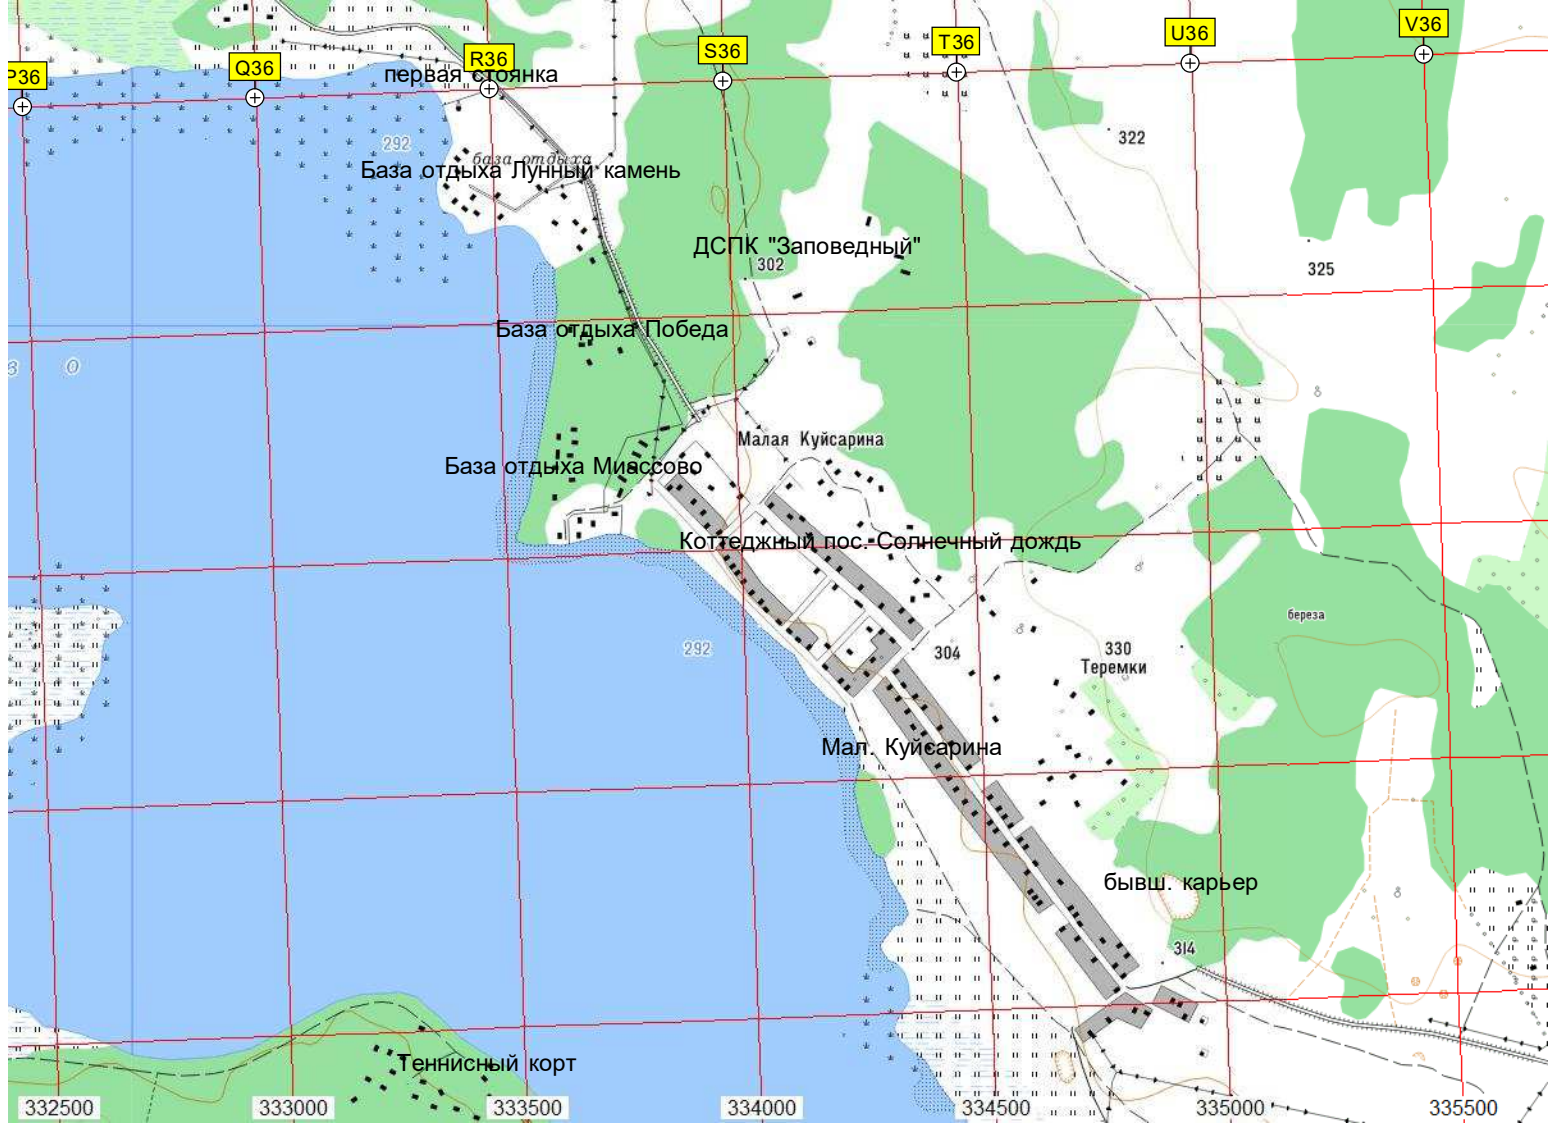 V36
U36
T36
S36
R36
Q36
P36
первая стоянка
322
292
база отдыха
База отдыха Лунный камень
ДСПК "Заповедный"
302
325
База отдыха Победа
З О
Малая Куйсарина
База отдыха Миассово
Коттеджный пос. Солнечный дождь
береза
292
304
330
Теремки
Мал. Куйсарина
бывш. карьер
314
Теннисный корт
332500
333000
333500
334000
334500
335000
335500